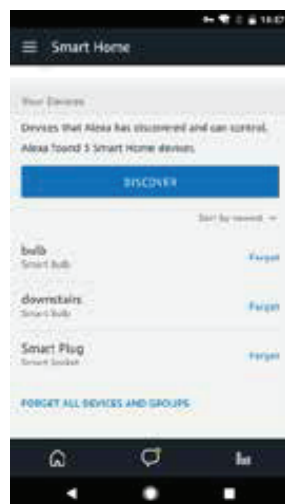 Smart Home
Your Devices
Devices that Alexa has discovered and can control.
Alexa found 3 Smart Home devices.
DISCOVER
Sort by newest
bulb
Smart Bulb
Forget
downstairs
Smart Bulb
Forget
Smart Plug
Smart Socket
Forget
FORGET ALL DEVICES AND GROUPS